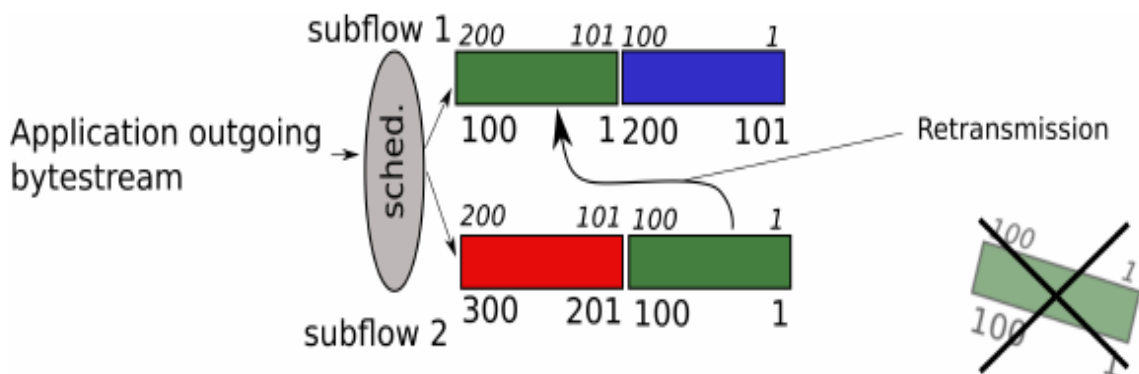 subflow 1
200 101 100 1
100 1 200 101
Application outgoing
bytestream
sched.
Retransmission
200 101 100 1
300 201 100 1
subflow 2
100 1
100 1